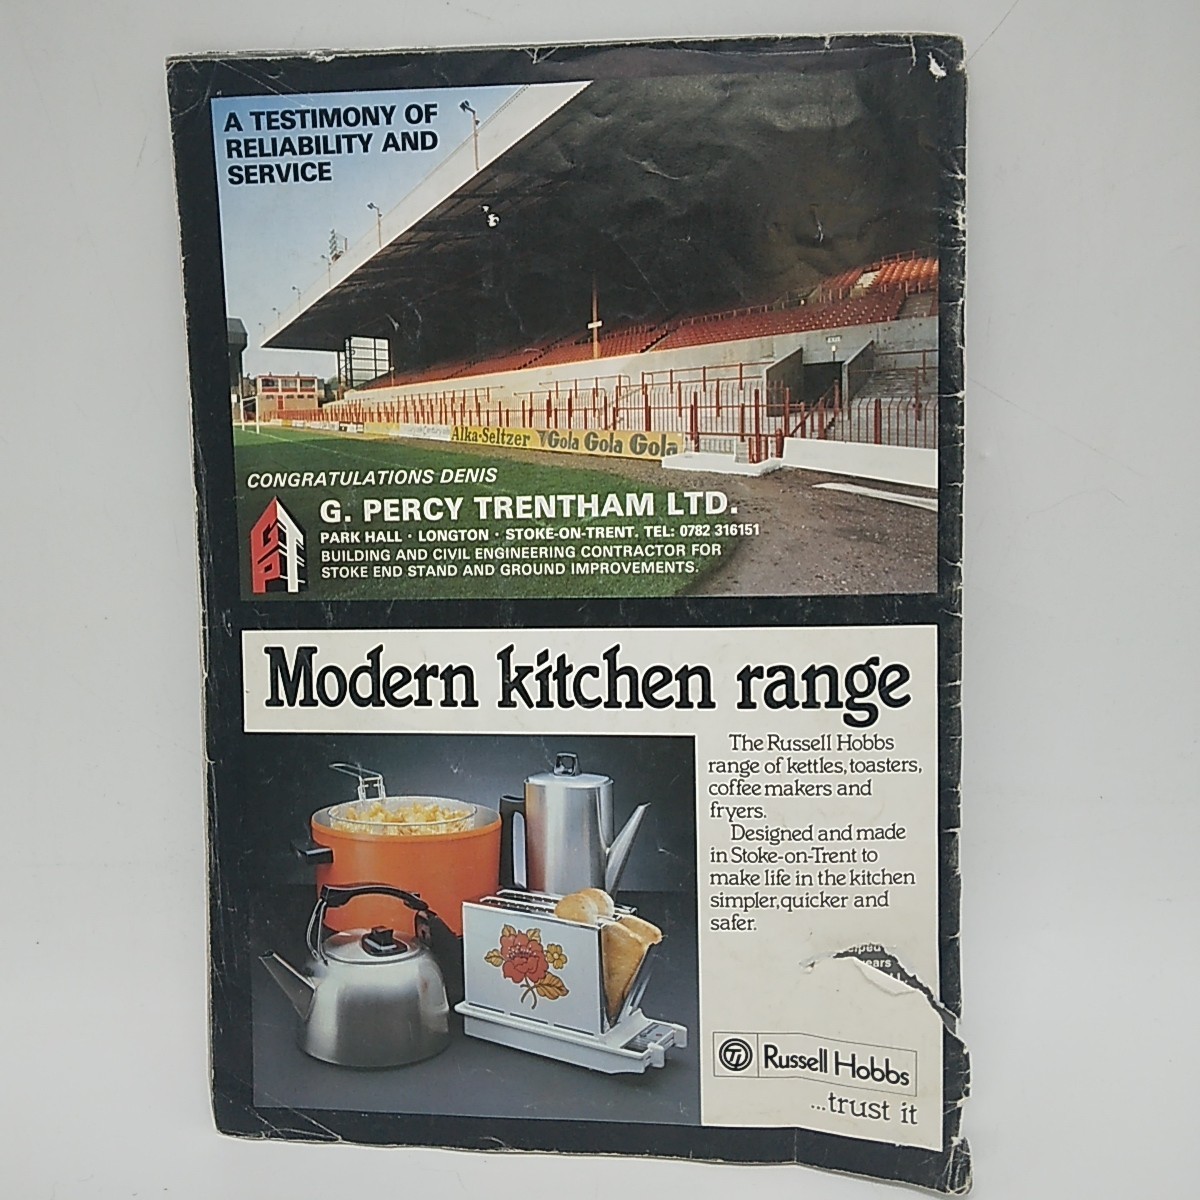 A TESTIMONY OF
RELIABILITY AND
SERVICE
Alka-Seltzer Gola Gola Gola
CONGRATULATIONS DENIS
G. PERCY TRENTHAM LTD.
PARK HALL · LONGTON · STOKE-ON-TRENT. TEL: 0782 316151
BUILDING AND CIVIL ENGINEERING CONTRACTOR FOR
STOKE END STAND AND GROUND IMPROVEMENTS.
GPT
Modern kitchen range
The Russell Hobbs
range of kettles, toasters,
coffee makers and
fryers.
Designed and made
in Stoke-on-Trent to
make life in the kitchen
simpler, quicker and
safer.
TI Russell Hobbs
...trust it